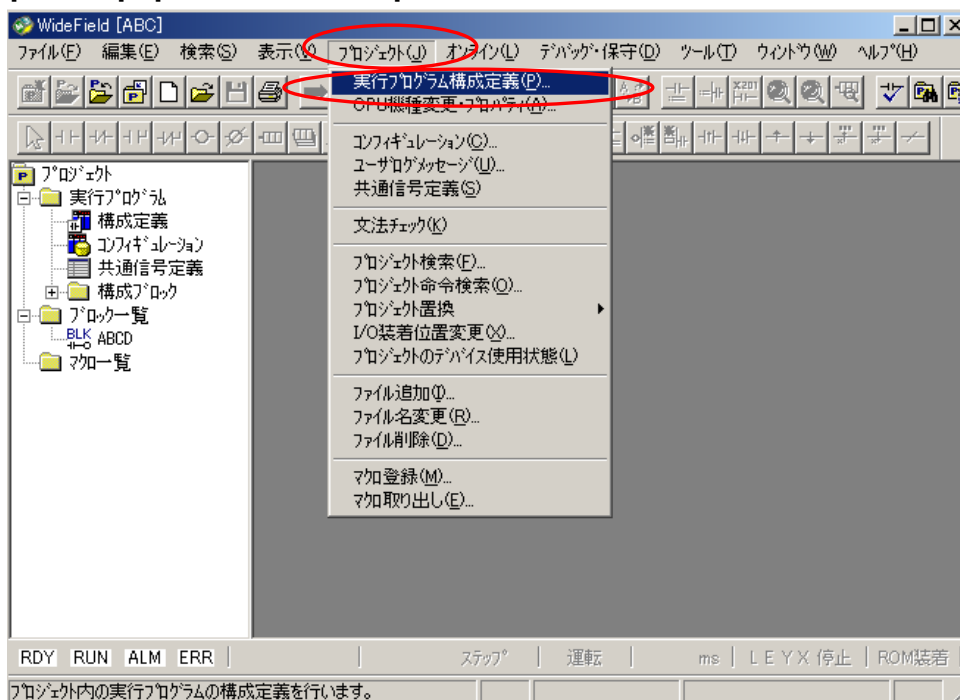 WideField [ABC]
ファイル(F) 編集(E) 検索(S) 表示(V) プロジェクト(J) オンライン(L) デバッグ・保守(D) ツール(T) ウィンドウ(W) ヘルプ(H)
実行プログラム構成定義(P)...
CPU機種変更・プロパティ(A)...
コンフィギュレーション(C)...
ユーザログメッセージ(U)...
共通信号定義(S)
文法チェック(K)
プロジェクト検索(F)...
プロジェクト命令検索(O)...
プロジェクト置換
I/O装着位置変更(X)...
プロジェクトのデバイス使用状態(L)
ファイル追加(I)...
ファイル名変更(R)...
ファイル削除(D)...
マクロ登録(M)...
マクロ取り出し(E)...
プロジェクト
実行プログラム
構成定義
コンフィギュレーション
共通信号定義
構成ブロック
ブロック一覧
BLK ABCD
マクロ一覧
RDY RUN ALM ERR ステップ 運転 ms LEYX 停止 ROM装着
プロジェクト内の実行プログラムの構成定義を行います。